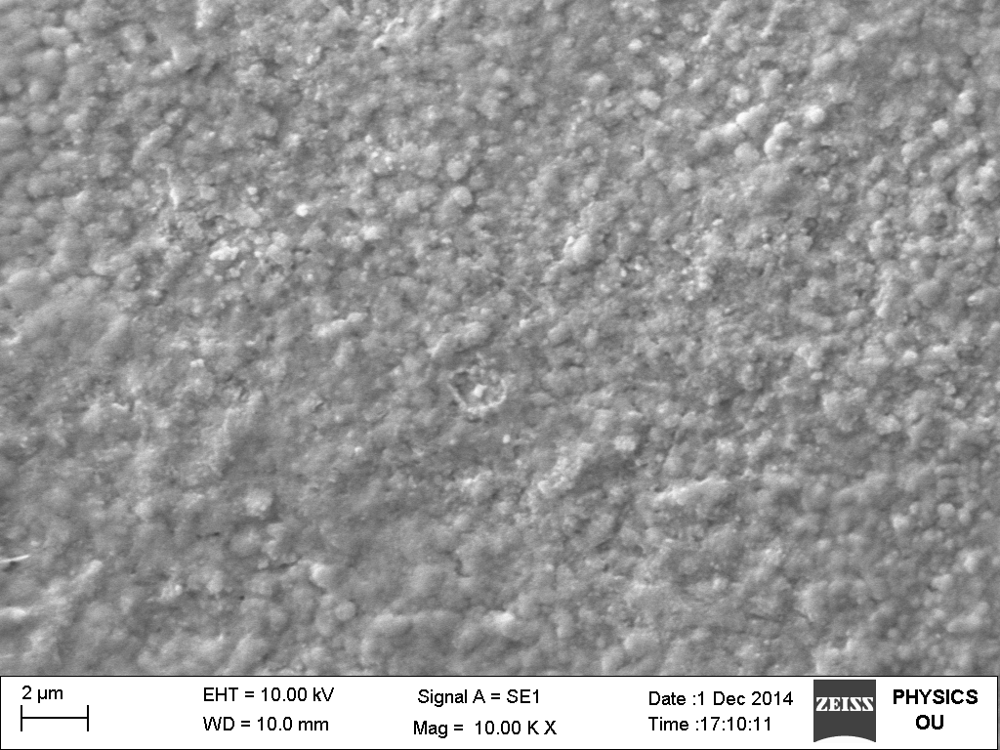 2 µm
EHT = 10.00 kV
WD = 10.0 mm
Signal A = SE1
Mag = 10.00 K X
Date :1 Dec 2014
Time :17:10:11
ZEISS
PHYSICS
OU